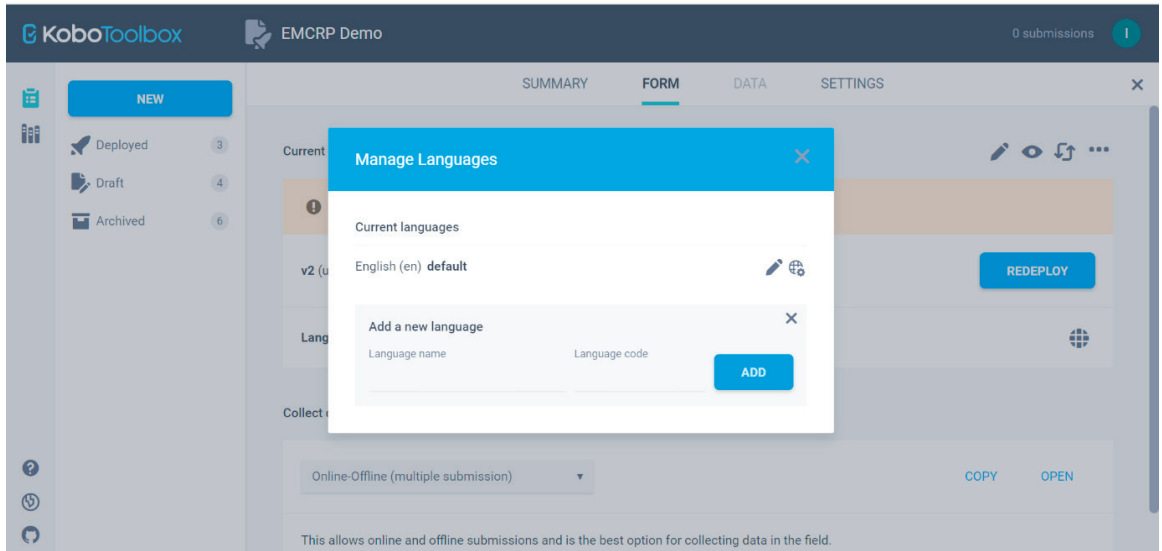 KoboToolbox
EMCRP Demo
0 submissions
I
SUMMARY
FORM
DATA
SETTINGS
NEW
Deployed 3
Draft 4
Archived 6
Current
Manage Languages
Current languages
v2 (u
English (en) default
REDEPLOY
Add a new language
Lang
Language name
Language code
ADD
Collect
Online-Offline (multiple submission)
COPY
OPEN
This allows online and offline submissions and is the best option for collecting data in the field.